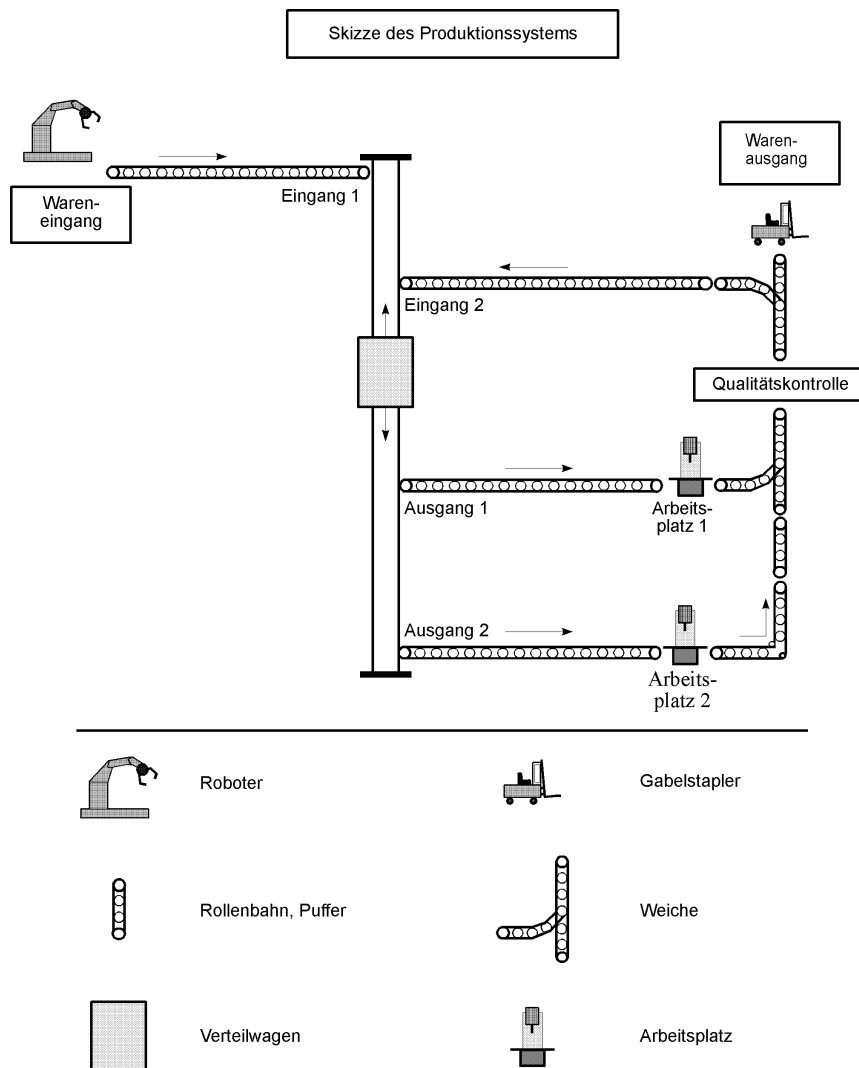 Skizze des Produktionssystems
Waren-
eingang
Eingang 1
Waren-
ausgang
Eingang 2
Qualitätskontrolle
Ausgang 1
Arbeits-
platz 1
Ausgang 2
Arbeits-
platz 2
Roboter
Gabelstapler
Rollenbahn, Puffer
Weiche
Verteilwagen
Arbeitsplatz